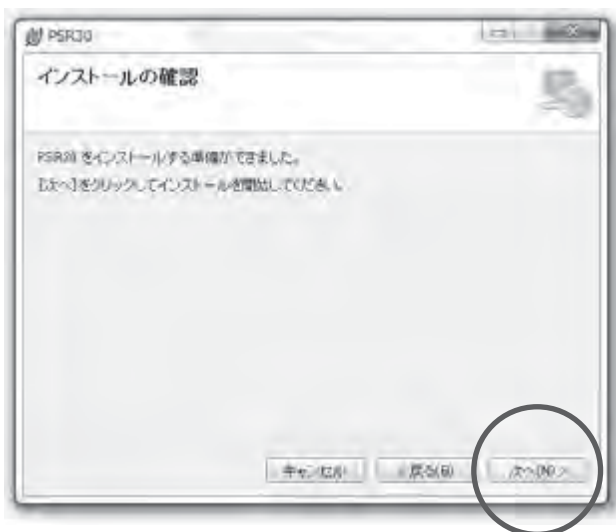 PSR30
インストールの確認
PSR30 をインストールする準備ができました。
[次へ]をクリックしてインストールを開始してください。
キャンセル
< 戻る(B)
次へ(N) >